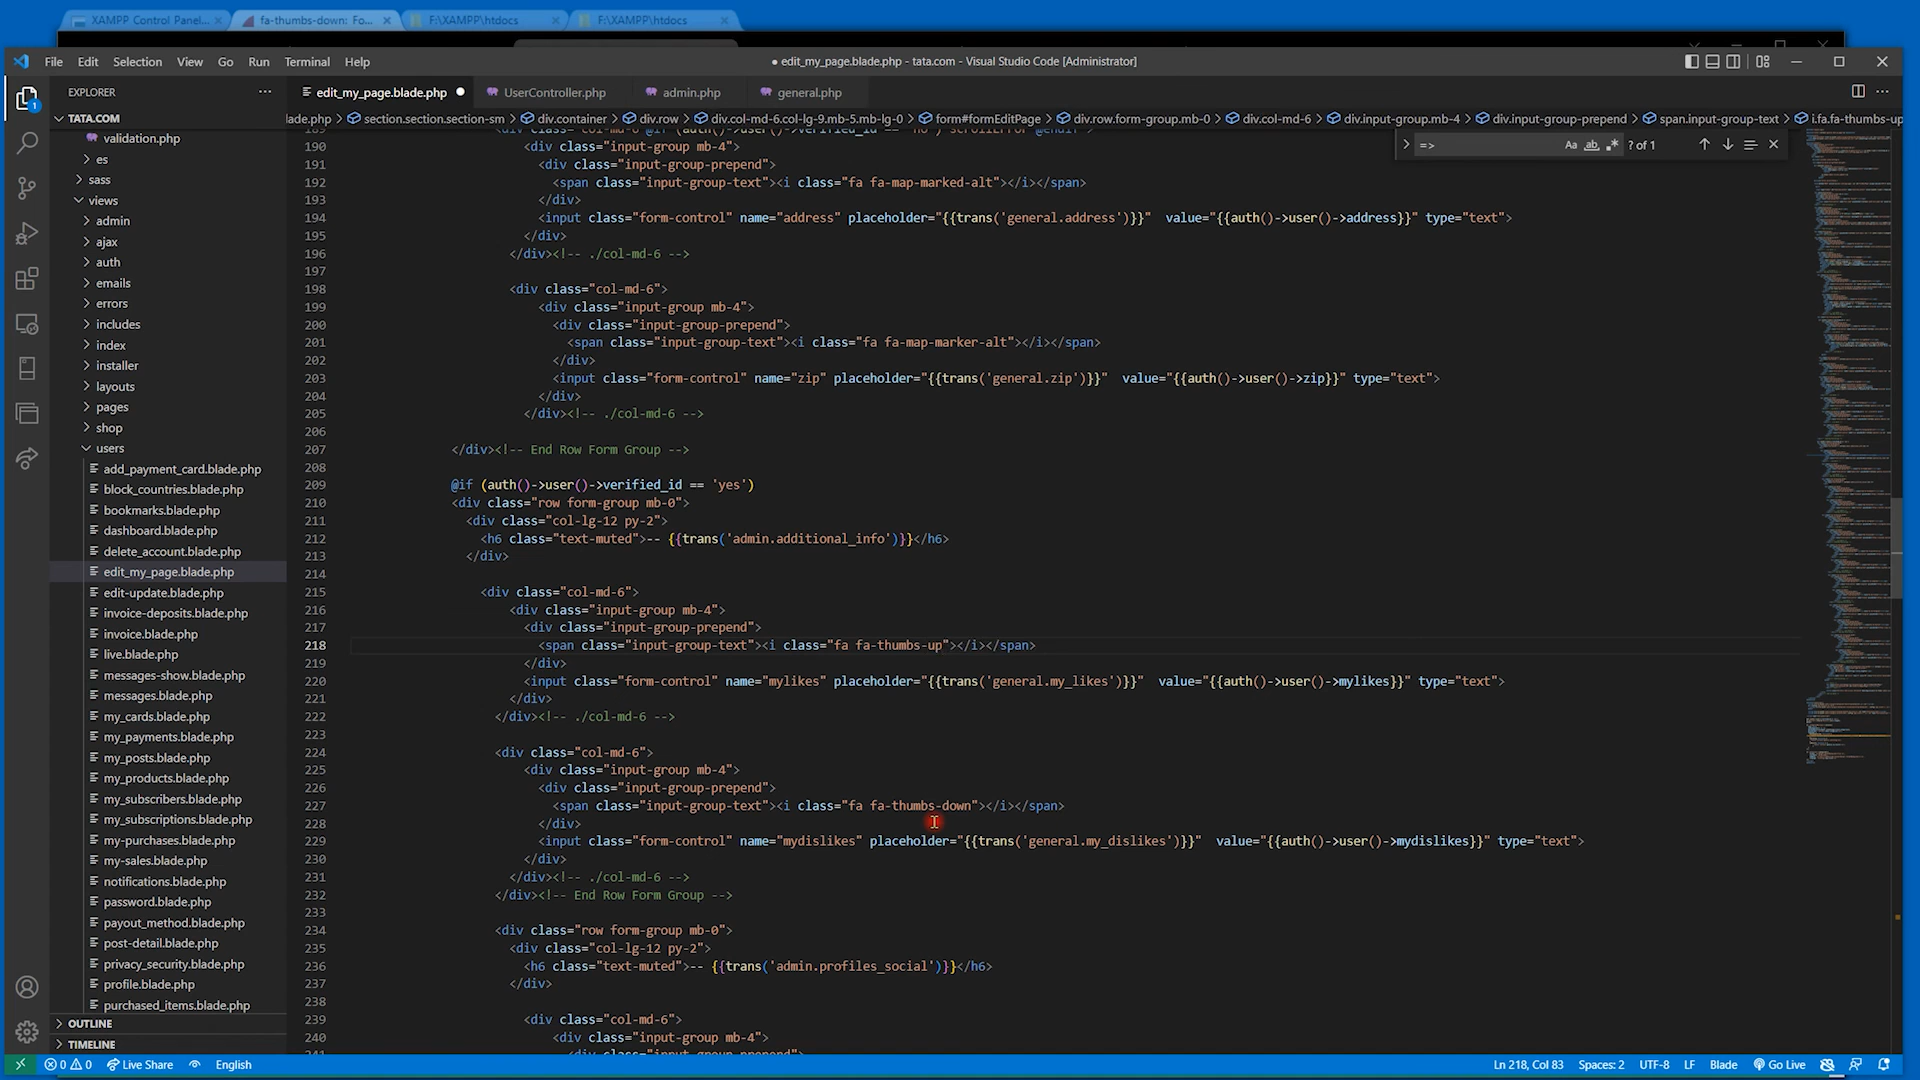 XAMPP Control Panel...
fa-thumbs-down: Fo...
F:\XAMPP\htdocs
F:\XAMPP\htdocs
File Edit Selection View Go Run Terminal Help
● edit_my_page.blade.php - tata.com - Visual Studio Code [Administrator]
EXPLORER
edit_my_page.blade.php
UserController.php
admin.php
general.php
lade.php > section.section.section-sm > div.container > div.row > div.col-md-6.col-lg-9.mb-5.mb-lg-0 > form#formEditPage > div.row.form-group.mb-0 > div.col-md-6 > div.input-group.mb-4 > div.input-group-prepend > span.input-group-text > i.fa.fa-thumbs-up
=>
Aa ab .* ? of 1
TATA.COM
validation.php
es
sass
views
admin
ajax
auth
emails
errors
includes
index
installer
layouts
pages
shop
users
add_payment_card.blade.php
block_countries.blade.php
bookmarks.blade.php
dashboard.blade.php
delete_account.blade.php
edit_my_page.blade.php
edit-update.blade.php
invoice-deposits.blade.php
invoice.blade.php
live.blade.php
messages-show.blade.php
messages.blade.php
my_cards.blade.php
my_payments.blade.php
my_posts.blade.php
my_products.blade.php
my_subscribers.blade.php
my_subscriptions.blade.php
my-purchases.blade.php
my-sales.blade.php
notifications.blade.php
password.blade.php
payout_method.blade.php
post-detail.blade.php
privacy_security.blade.php
profile.blade.php
purchased_items.blade.php
OUTLINE
TIMELINE
189 <div class="col-md-6 @if (auth()->user()->verified_id == 'no') scrollError @endif">
190 <div class="input-group mb-4">
191 <div class="input-group-prepend">
192 <span class="input-group-text"><i class="fa fa-map-marked-alt"></i></span>
193 </div>
194 <input class="form-control" name="address" placeholder="{{trans('general.address')}}"  value="{{auth()->user()->address}}" type="text">
195 </div>
196 </div><!-- ./col-md-6 -->
197
198 <div class="col-md-6">
199 <div class="input-group mb-4">
200 <div class="input-group-prepend">
201 <span class="input-group-text"><i class="fa fa-map-marker-alt"></i></span>
202 </div>
203 <input class="form-control" name="zip" placeholder="{{trans('general.zip')}}"  value="{{auth()->user()->zip}}" type="text">
204 </div>
205 </div><!-- ./col-md-6 -->
206
207 </div><!-- End Row Form Group -->
208
209 @if (auth()->user()->verified_id == 'yes')
210 <div class="row form-group mb-0">
211 <div class="col-lg-12 py-2">
212 <h6 class="text-muted">-- {{trans('admin.additional_info')}}</h6>
213 </div>
214
215 <div class="col-md-6">
216 <div class="input-group mb-4">
217 <div class="input-group-prepend">
218 <span class="input-group-text"><i class="fa fa-thumbs-up"></i></span>
219 </div>
220 <input class="form-control" name="mylikes" placeholder="{{trans('general.my_likes')}}"  value="{{auth()->user()->mylikes}}" type="text">
221 </div>
222 </div><!-- ./col-md-6 -->
223
224 <div class="col-md-6">
225 <div class="input-group mb-4">
226 <div class="input-group-prepend">
227 <span class="input-group-text"><i class="fa fa-thumbs-down"></i></span>
228 </div>
229 <input class="form-control" name="mydislikes" placeholder="{{trans('general.my_dislikes')}}"  value="{{auth()->user()->mydislikes}}" type="text">
230 </div>
231 </div><!-- ./col-md-6 -->
232 </div><!-- End Row Form Group -->
233
234 <div class="row form-group mb-0">
235 <div class="col-lg-12 py-2">
236 <h6 class="text-muted">-- {{trans('admin.profiles_social')}}</h6>
237 </div>
238
239 <div class="col-md-6">
240 <div class="input-group mb-4">
241 <div class="input-group-prepend">
0 0 Live Share English
Ln 218, Col 83 Spaces: 2 UTF-8 LF Blade Go Live